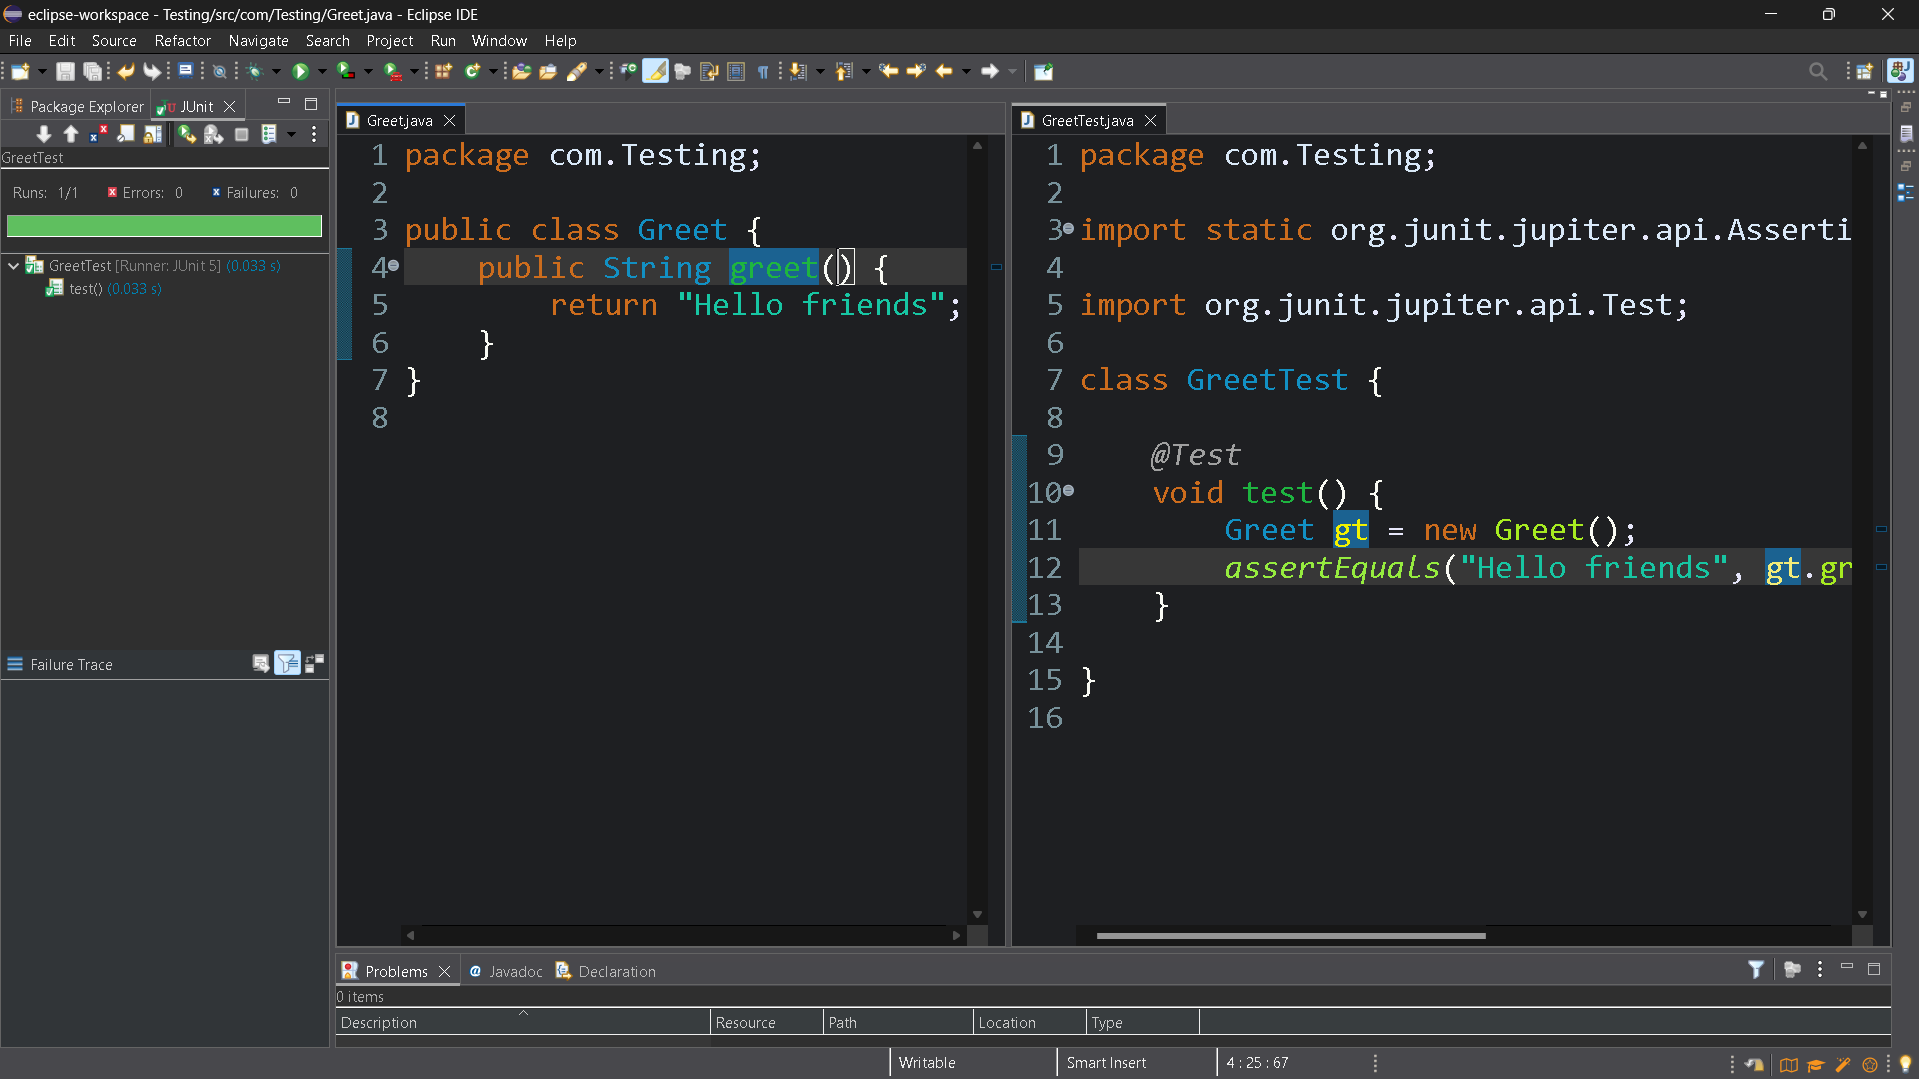 eclipse-workspace - Testing/src/com/Testing/Greet.java - Eclipse IDE
File Edit Source Refactor Navigate Search Project Run Window Help
Package Explorer JUnit
GreetTest
Runs: 1/1 Errors: 0 Failures: 0
GreetTest [Runner: JUnit 5] (0.033 s)
test() (0.033 s)
Failure Trace
Greet.java
1 package com.Testing;
2
3 public class Greet {
4 public String greet() {
5 return "Hello friends";
6 }
7 }
8
GreetTest.java
1 package com.Testing;
2
3 import static org.junit.jupiter.api.Asserti
4
5 import org.junit.jupiter.api.Test;
6
7 class GreetTest {
8
9 @Test
10 void test() {
11 Greet gt = new Greet();
12 assertEquals("Hello friends", gt.gr
13 }
14
15 }
16
Problems Javadoc Declaration
0 items
Description Resource Path Location Type
Writable Smart Insert 4 : 25 : 67